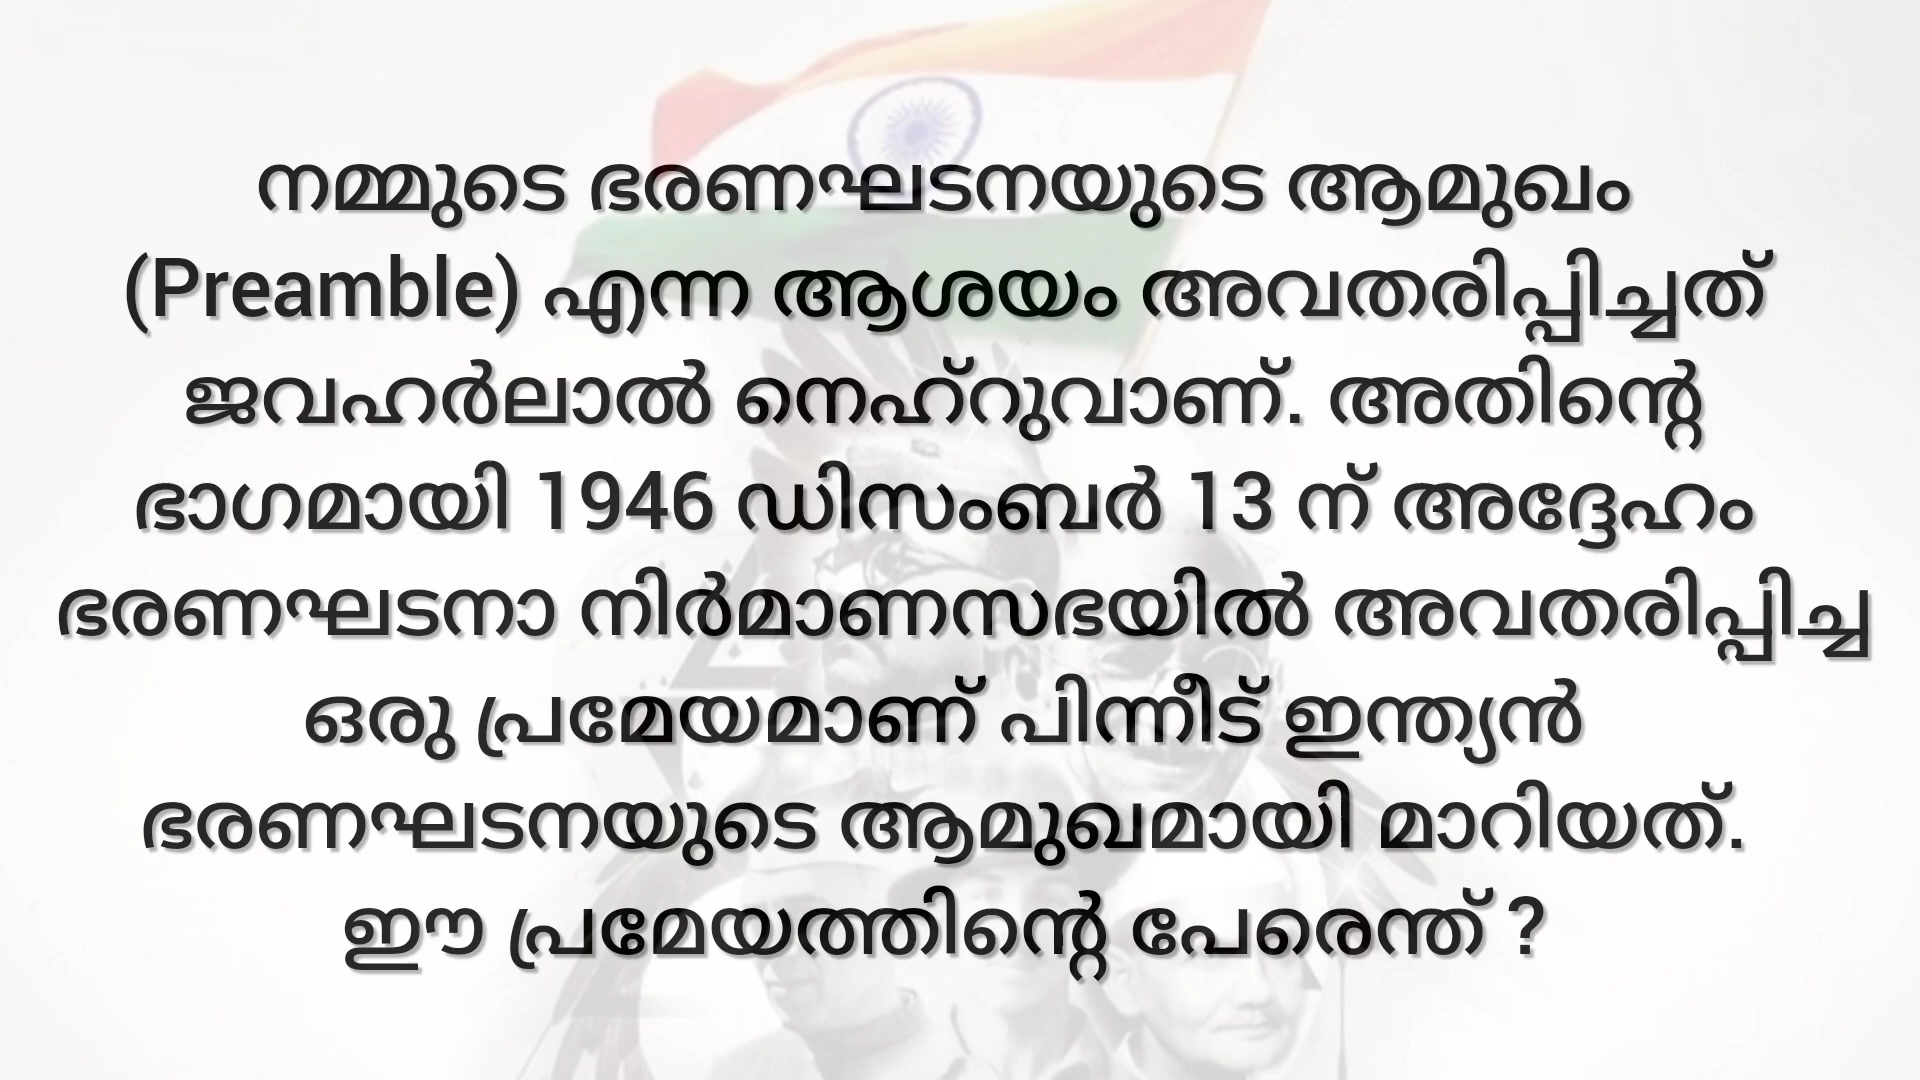 നമ്മുടെ ഭരണഘടനയുടെ ആമുഖം
(Preamble) എന്ന ആശയം അവതരിപ്പിച്ചത്
ജവഹർലാൽ നെഹ്റുവാണ്. അതിന്റെ
ഭാഗമായി 1946 ഡിസംബർ 13 ന് അദ്ദേഹം
ഭരണഘടനാ നിർമാണസഭയിൽ അവതരിപ്പിച്ച
ഒരു പ്രമേയമാണ് പിന്നീട് ഇന്ത്യൻ
ഭരണഘടനയുടെ ആമുഖമായി മാറിയത്.
ഈ പ്രമേയത്തിന്റെ പേരെന്ത് ?